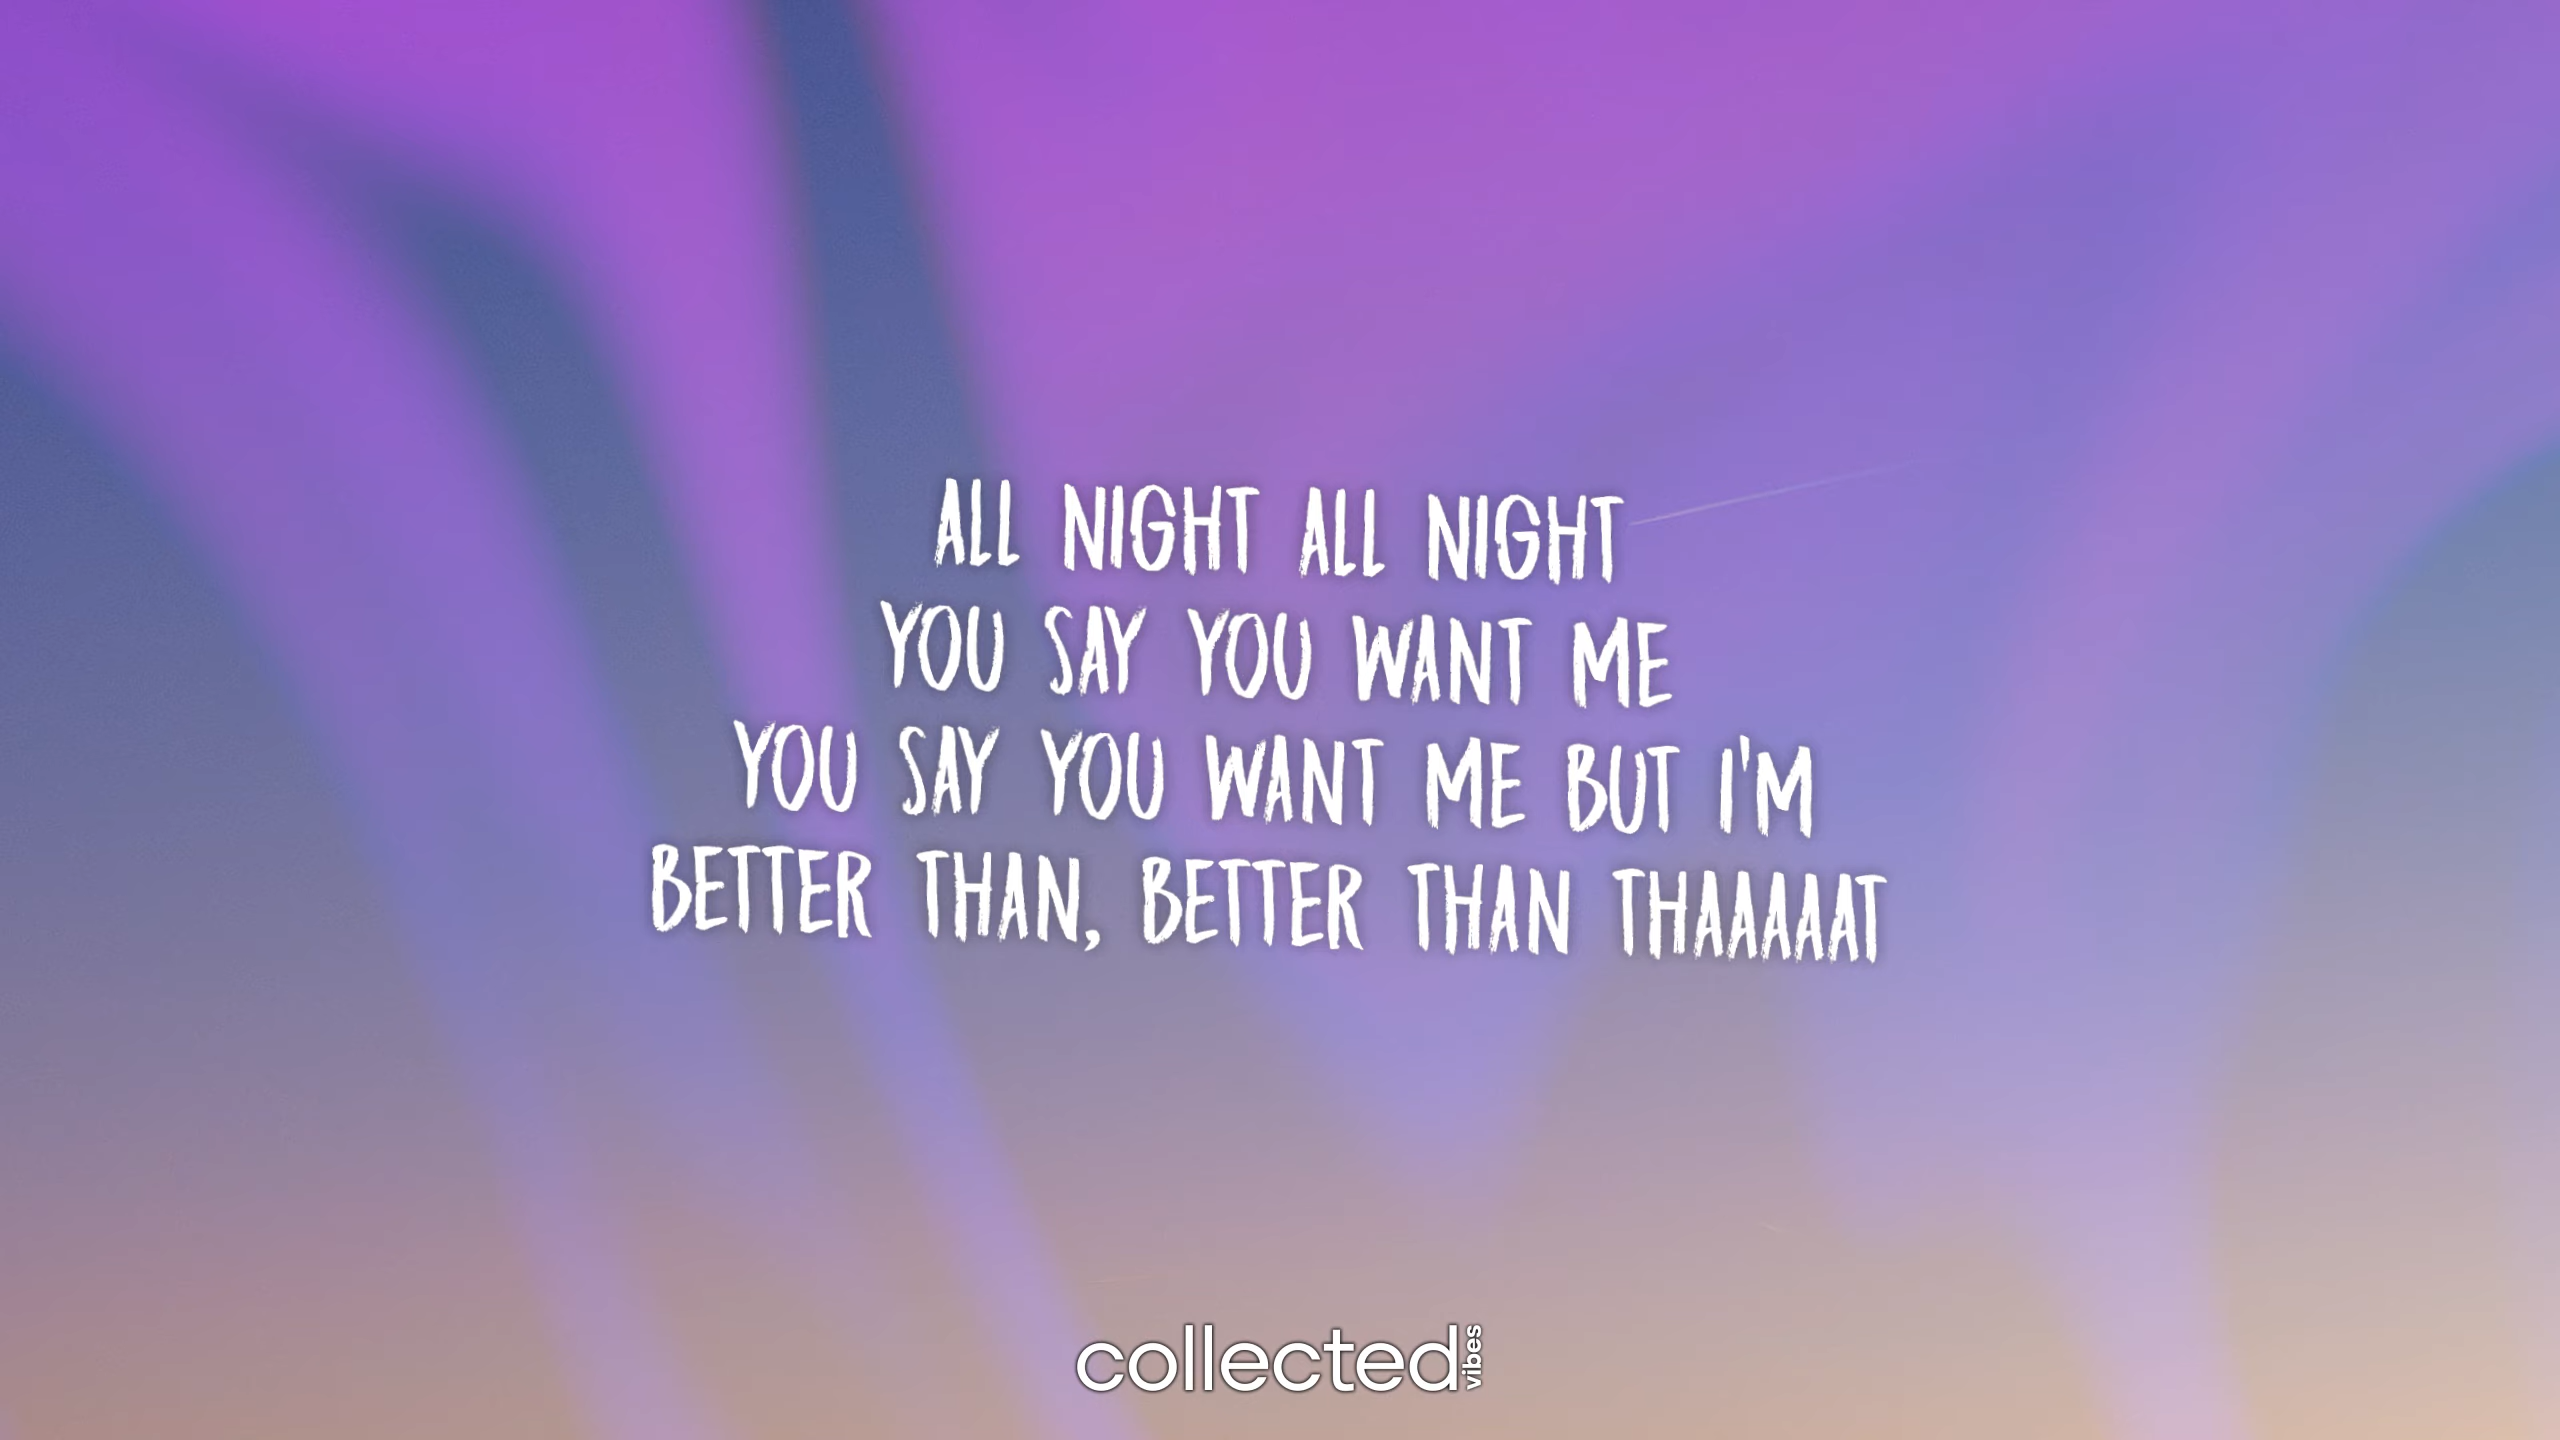 ALL NIGHT ALL NIGHT
YOU SAY YOU WANT ME
YOU SAY YOU WANT ME BUT I'M
BETTER THAN, BETTER THAN THAAAAAT
collected vibes